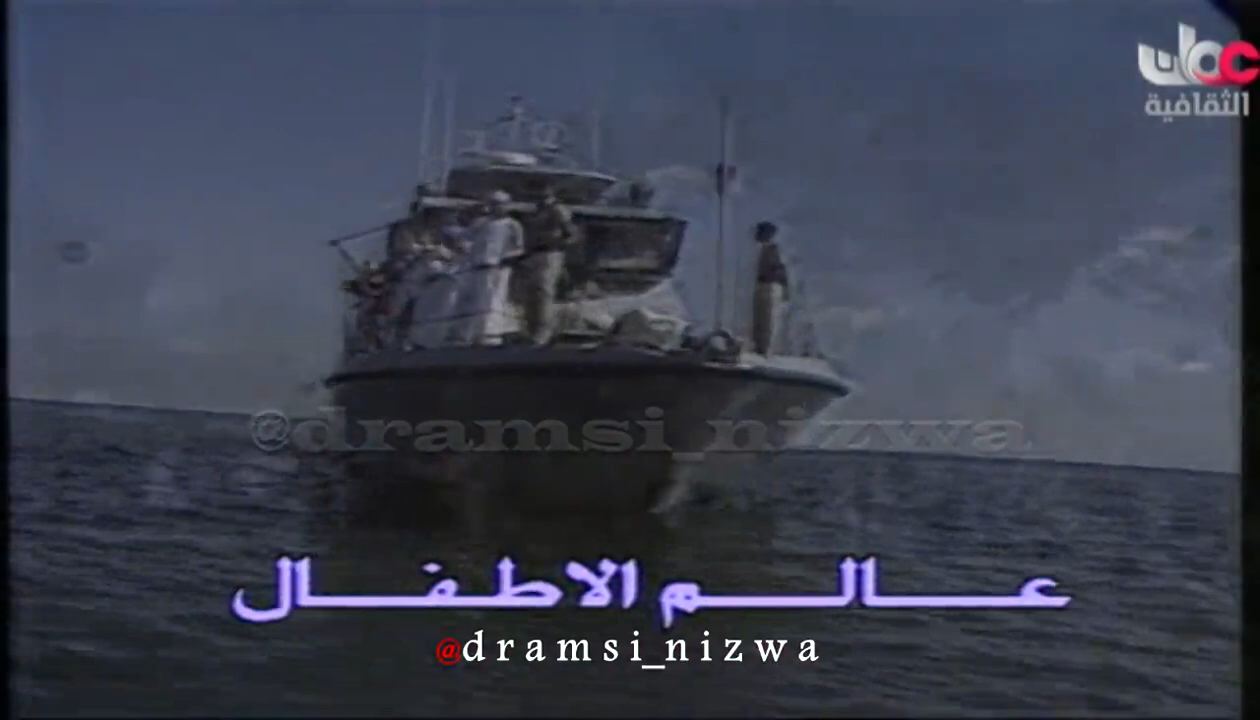 عمان
الثقافية
@dramsi_nizwa
عالم الاطفال
@dramsi_nizwa